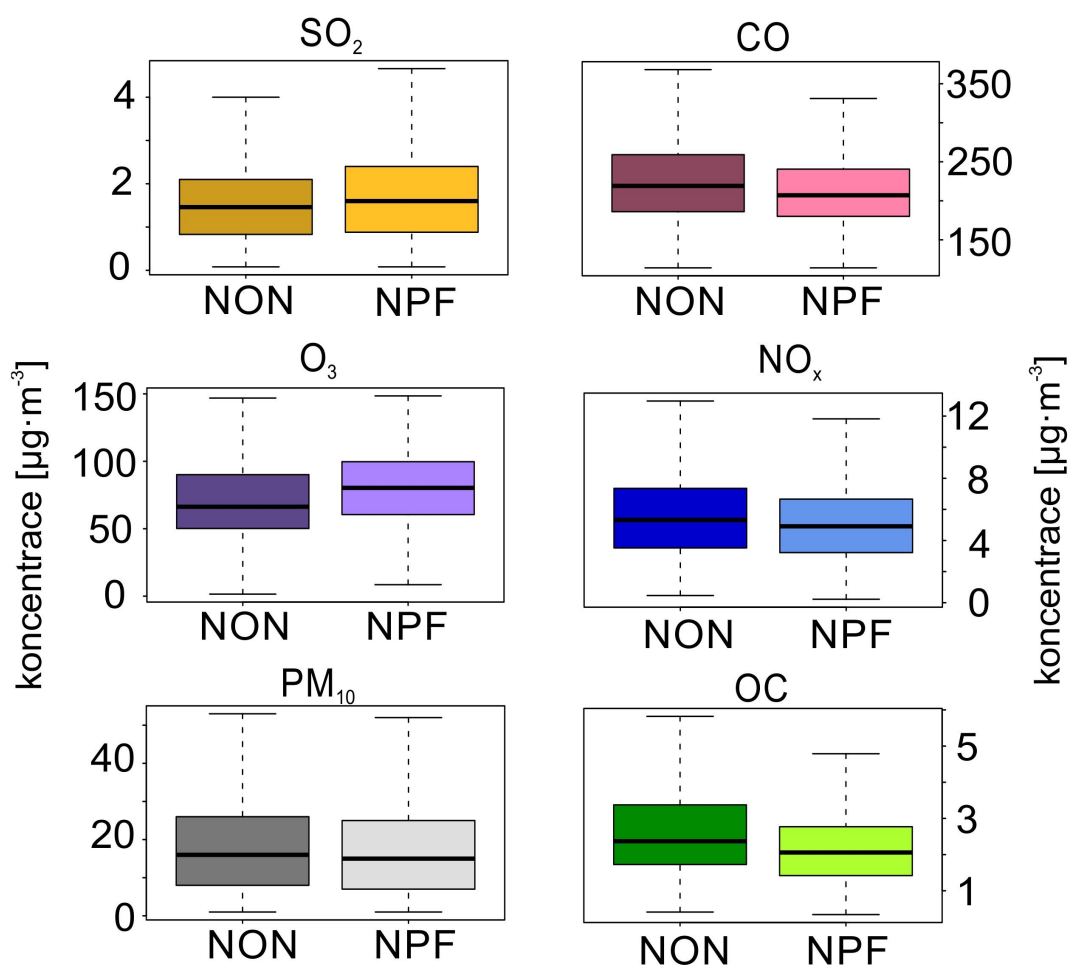 SO₂
4
2
0
NON NPF
CO
350
250
150
NON NPF
koncentrace [µg·m⁻³]
O₃
150
100
50
0
NON NPF
NOₓ
12
8
4
0
NON NPF
koncentrace [µg·m⁻³]
PM₁₀
40
20
0
NON NPF
OC
5
3
1
NON NPF